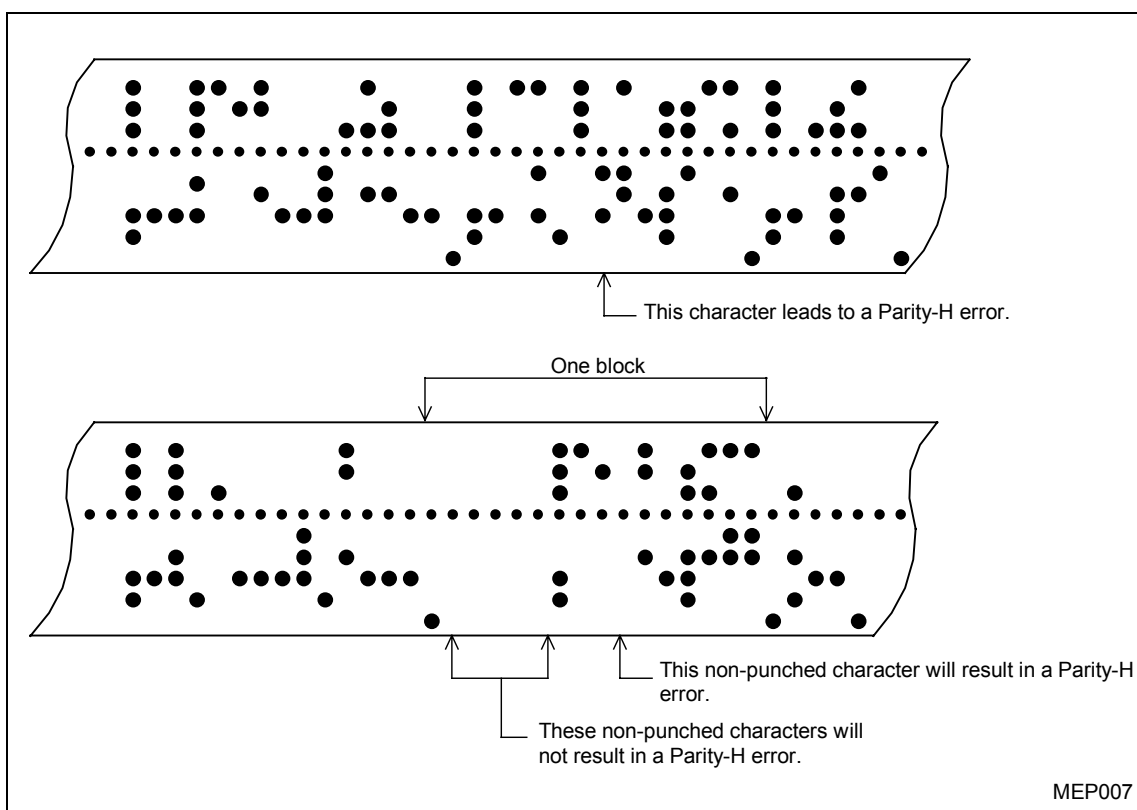 This character leads to a Parity-H error.
One block
This non-punched character will result in a Parity-H
error.
These non-punched characters will
not result in a Parity-H error.
MEP007